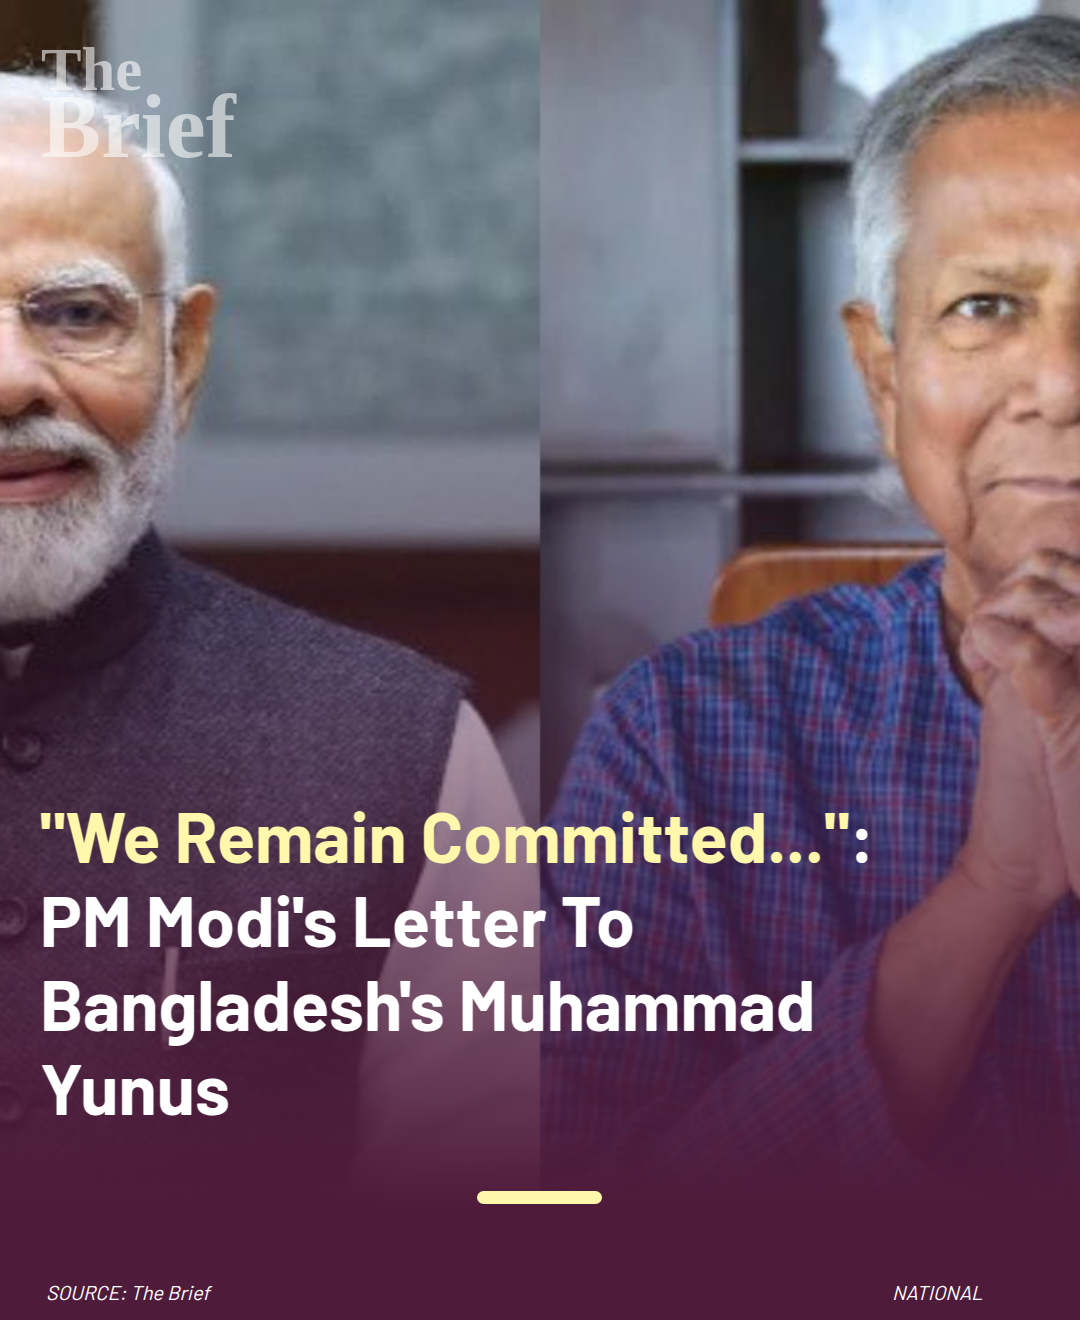 The
Brief
"We Remain Committed...":
PM Modi's Letter To
Bangladesh's Muhammad
Yunus
SOURCE: The Brief
NATIONAL